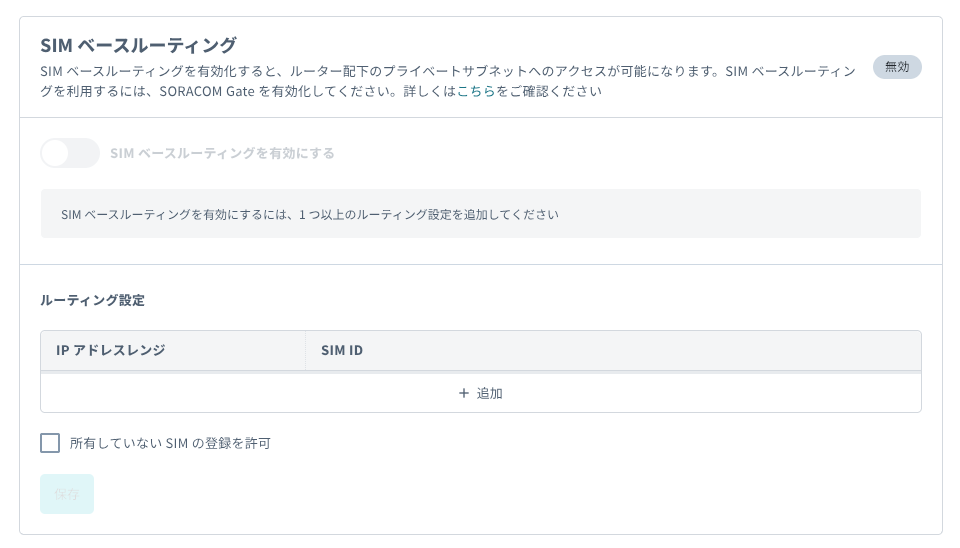 SIM ベースルーティング
SIM ベースルーティングを有効化すると、ルーター配下のプライベートサブネットへのアクセスが可能になります。SIM ベースルーティン
グを利用するには、SORACOM Gate を有効化してください。詳しくはこちらをご確認ください
無効
SIM ベースルーティングを有効にする
SIM ベースルーティングを有効にするには、1 つ以上のルーティング設定を追加してください
ルーティング設定
IP アドレスレンジ
SIM ID
+ 追加
所有していない SIM の登録を許可
保存